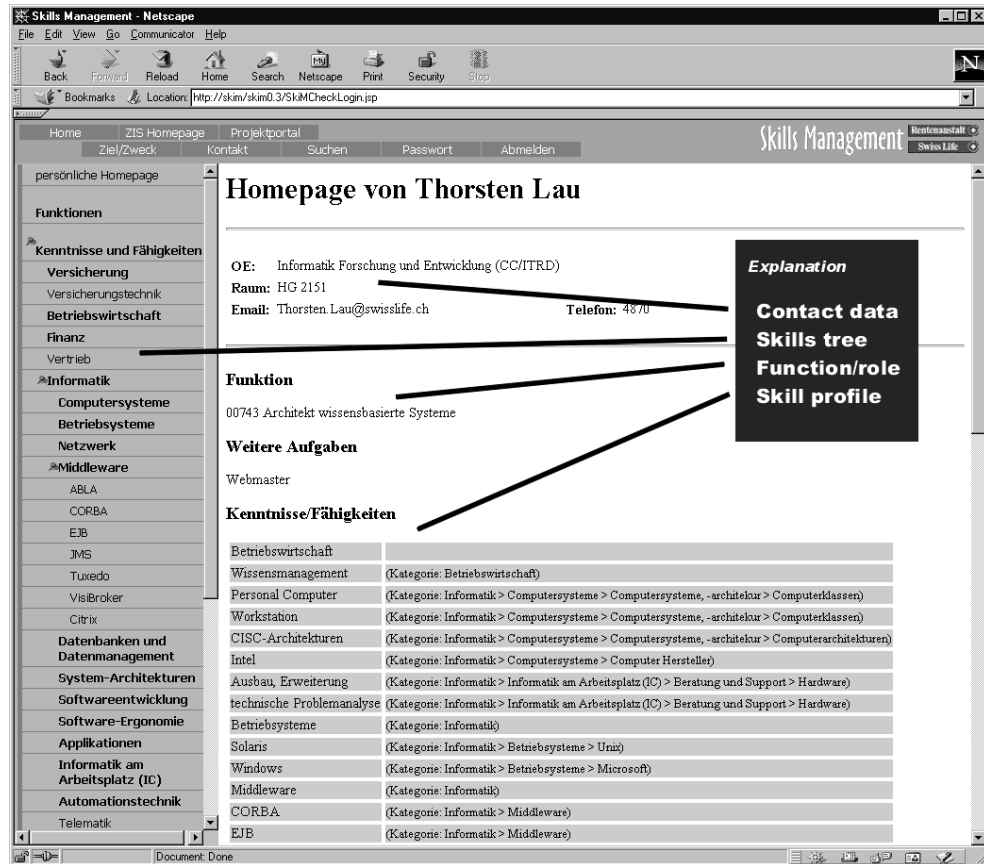 Skills Management - Netscape
File Edit View Go Communicator Help
Back Forward Reload Home Search Netscape Print Security Stop
My
N
Bookmarks Location: http://skim/skim0.3/SkiMCheckLogin.jsp
Home ZIS Homepage Projektportal
Ziel/Zweck Kontakt Suchen Passwort Abmelden
Skills Management
Rentenanstalt
Swiss Life
persönliche Homepage
Funktionen
Kenntnisse und Fähigkeiten
Versicherung
Versicherungstechnik
Betriebswirtschaft
Finanz
Vertrieb
Informatik
Computersysteme
Betriebsysteme
Netzwerk
Middleware
ABLA
CORBA
EJB
JMS
Tuxedo
VisiBroker
Citrix
Datenbanken und
Datenmanagement
System-Architekturen
Softwareentwicklung
Software-Ergonomie
Applikationen
Informatik am
Arbeitsplatz (IC)
Automationstechnik
Telematik
Homepage von Thorsten Lau
OE: Informatik Forschung und Entwicklung (CC/ITRD)
Raum: HG 2151
Email: Thorsten.Lau@swisslife.ch Telefon: 4870
Funktion
00743 Architekt wissensbasierte Systeme
Weitere Aufgaben
Webmaster
Kenntnisse/Fähigkeiten
Betriebswirtschaft
Wissensmanagement (Kategorie: Betriebswirtschaft)
Personal Computer (Kategorie: Informatik > Computersysteme > Computersysteme, -architekur > Computerklassen)
Workstation (Kategorie: Informatik > Computersysteme > Computersysteme, -architekur > Computerklassen)
CISC-Architekturen (Kategorie: Informatik > Computersysteme > Computersysteme, -architekur > Computerarchitekturen)
Intel (Kategorie: Informatik > Computersysteme > Computer Hersteller)
Ausbau, Erweiterung (Kategorie: Informatik > Informatik am Arbeitsplatz (IC) > Beratung und Support > Hardware)
technische Problemanalyse (Kategorie: Informatik > Informatik am Arbeitsplatz (IC) > Beratung und Support > Hardware)
Betriebsysteme (Kategorie: Informatik)
Solaris (Kategorie: Informatik > Betriebsysteme > Unix)
Windows (Kategorie: Informatik > Betriebsysteme > Microsoft)
Middleware (Kategorie: Informatik)
CORBA (Kategorie: Informatik > Middleware)
EJB (Kategorie: Informatik > Middleware)
Explanation
Contact data
Skills tree
Function/role
Skill profile
Document: Done